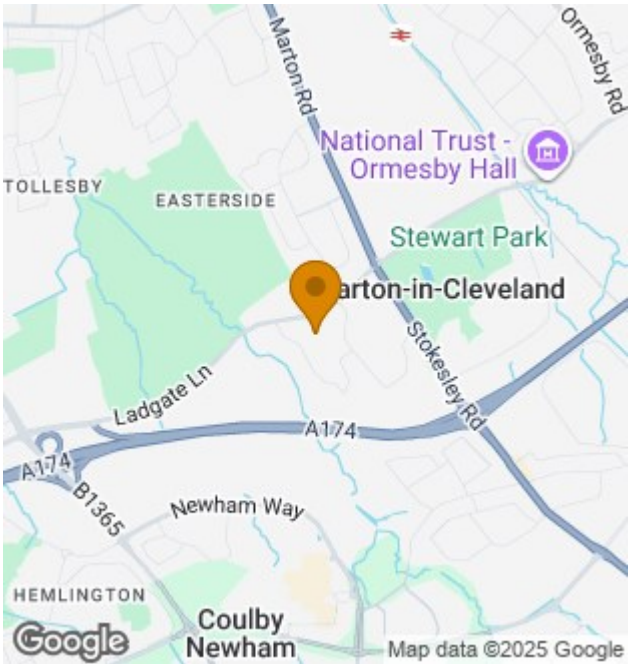 Marton Rd
Ormesby Rd
National Trust -
Ormesby Hall
TOLLESBY
EASTERSIDE
Stewart Park
arton-in-Cleveland
Stokesley Rd
Ladgate Ln
A174
A174
B1365
Newham Way
HEMLINGTON
Coulby
Newham
Google
Map data ©2025 Google